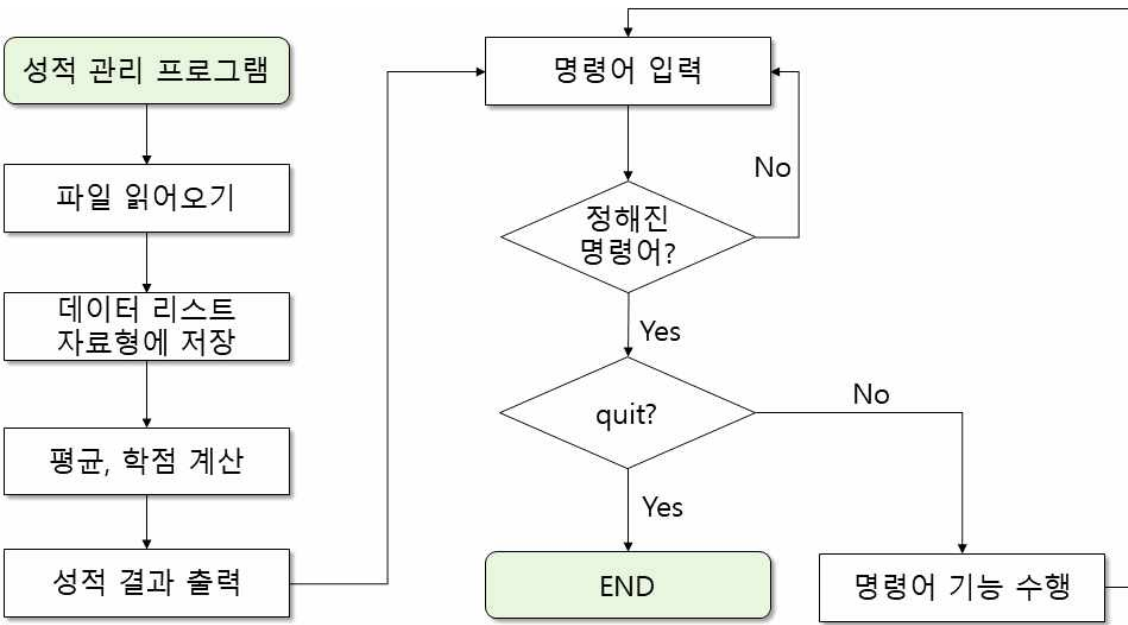 성적 관리 프로그램
파일 읽어오기
데이터 리스트
자료형에 저장
평균, 학점 계산
성적 결과 출력
명령어 입력
No
정해진
명령어?
Yes
quit?
No
Yes
END
명령어 기능 수행